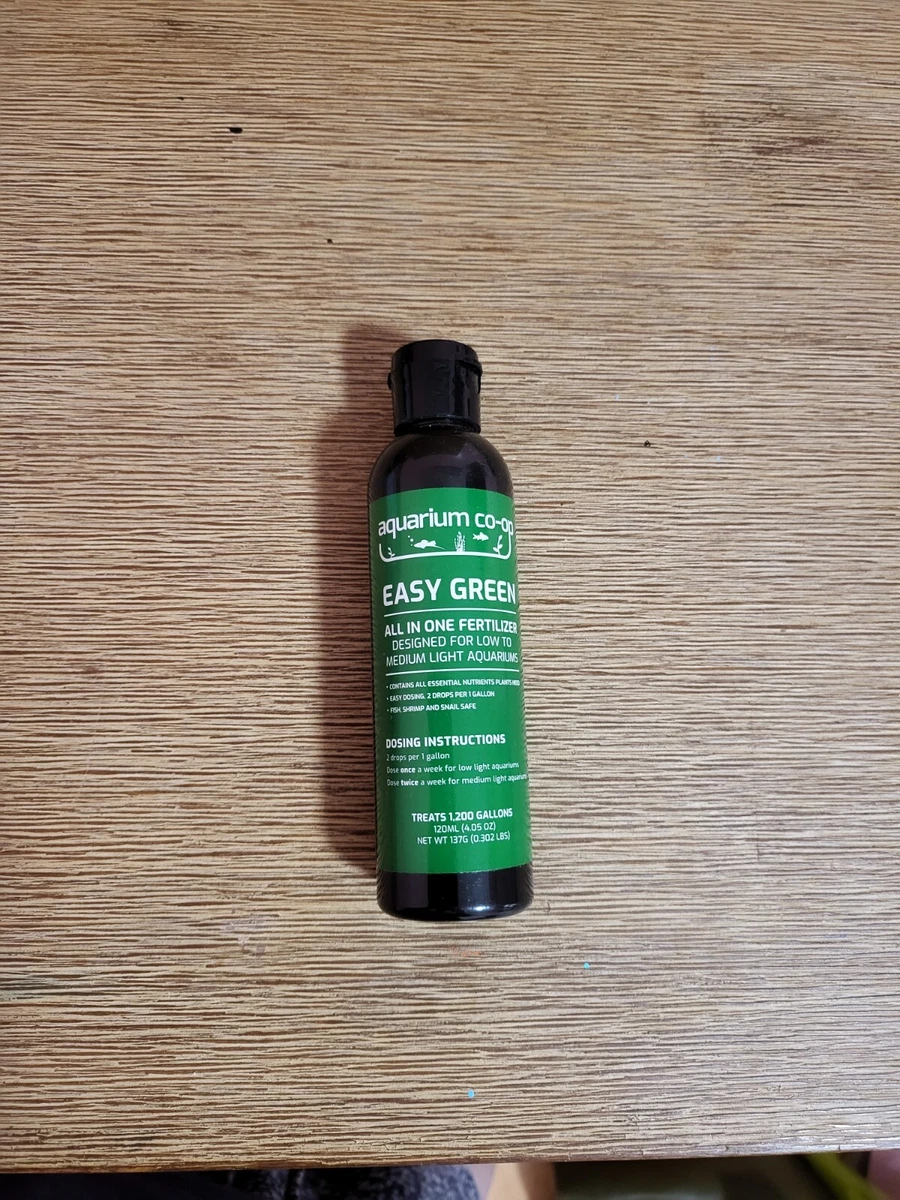 aquarium co-op
EASY GREEN
ALL IN ONE FERTILIZER
DESIGNED FOR LOW TO
MEDIUM LIGHT AQUARIUMS
• CONTAINS ALL ESSENTIAL NUTRIENTS PLANTS NEED
• EASY DOSING, 2 DROPS PER 1 GALLON
• FISH, SHRIMP AND SNAIL SAFE
DOSING INSTRUCTIONS
2 drops per 1 gallon
Dose once a week for low light aquariums
Dose twice a week for medium light aquariums
TREATS 1,200 GALLONS
120ML (4.05 OZ)
NET WT 137G (0.302 LBS)